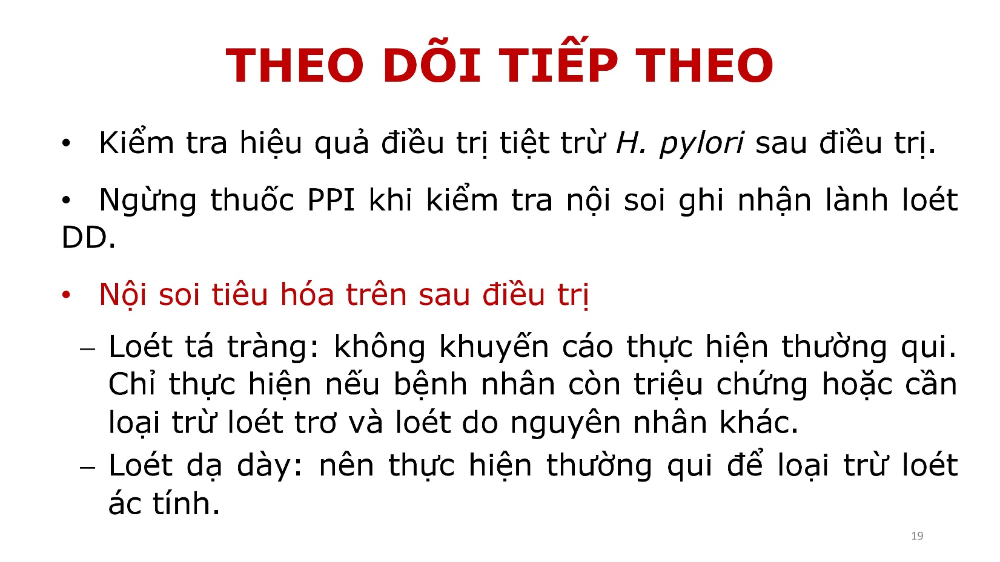 THEO DÕI TIẾP THEO
• Kiểm tra hiệu quả điều trị tiệt trừ H. pylori sau điều trị.
• Ngừng thuốc PPI khi kiểm tra nội soi ghi nhận lành loét
DD.
• Nội soi tiêu hóa trên sau điều trị
– Loét tá tràng: không khuyến cáo thực hiện thường qui.
Chỉ thực hiện nếu bệnh nhân còn triệu chứng hoặc cần
loại trừ loét trơ và loét do nguyên nhân khác.
– Loét dạ dày: nên thực hiện thường qui để loại trừ loét
ác tính.
19